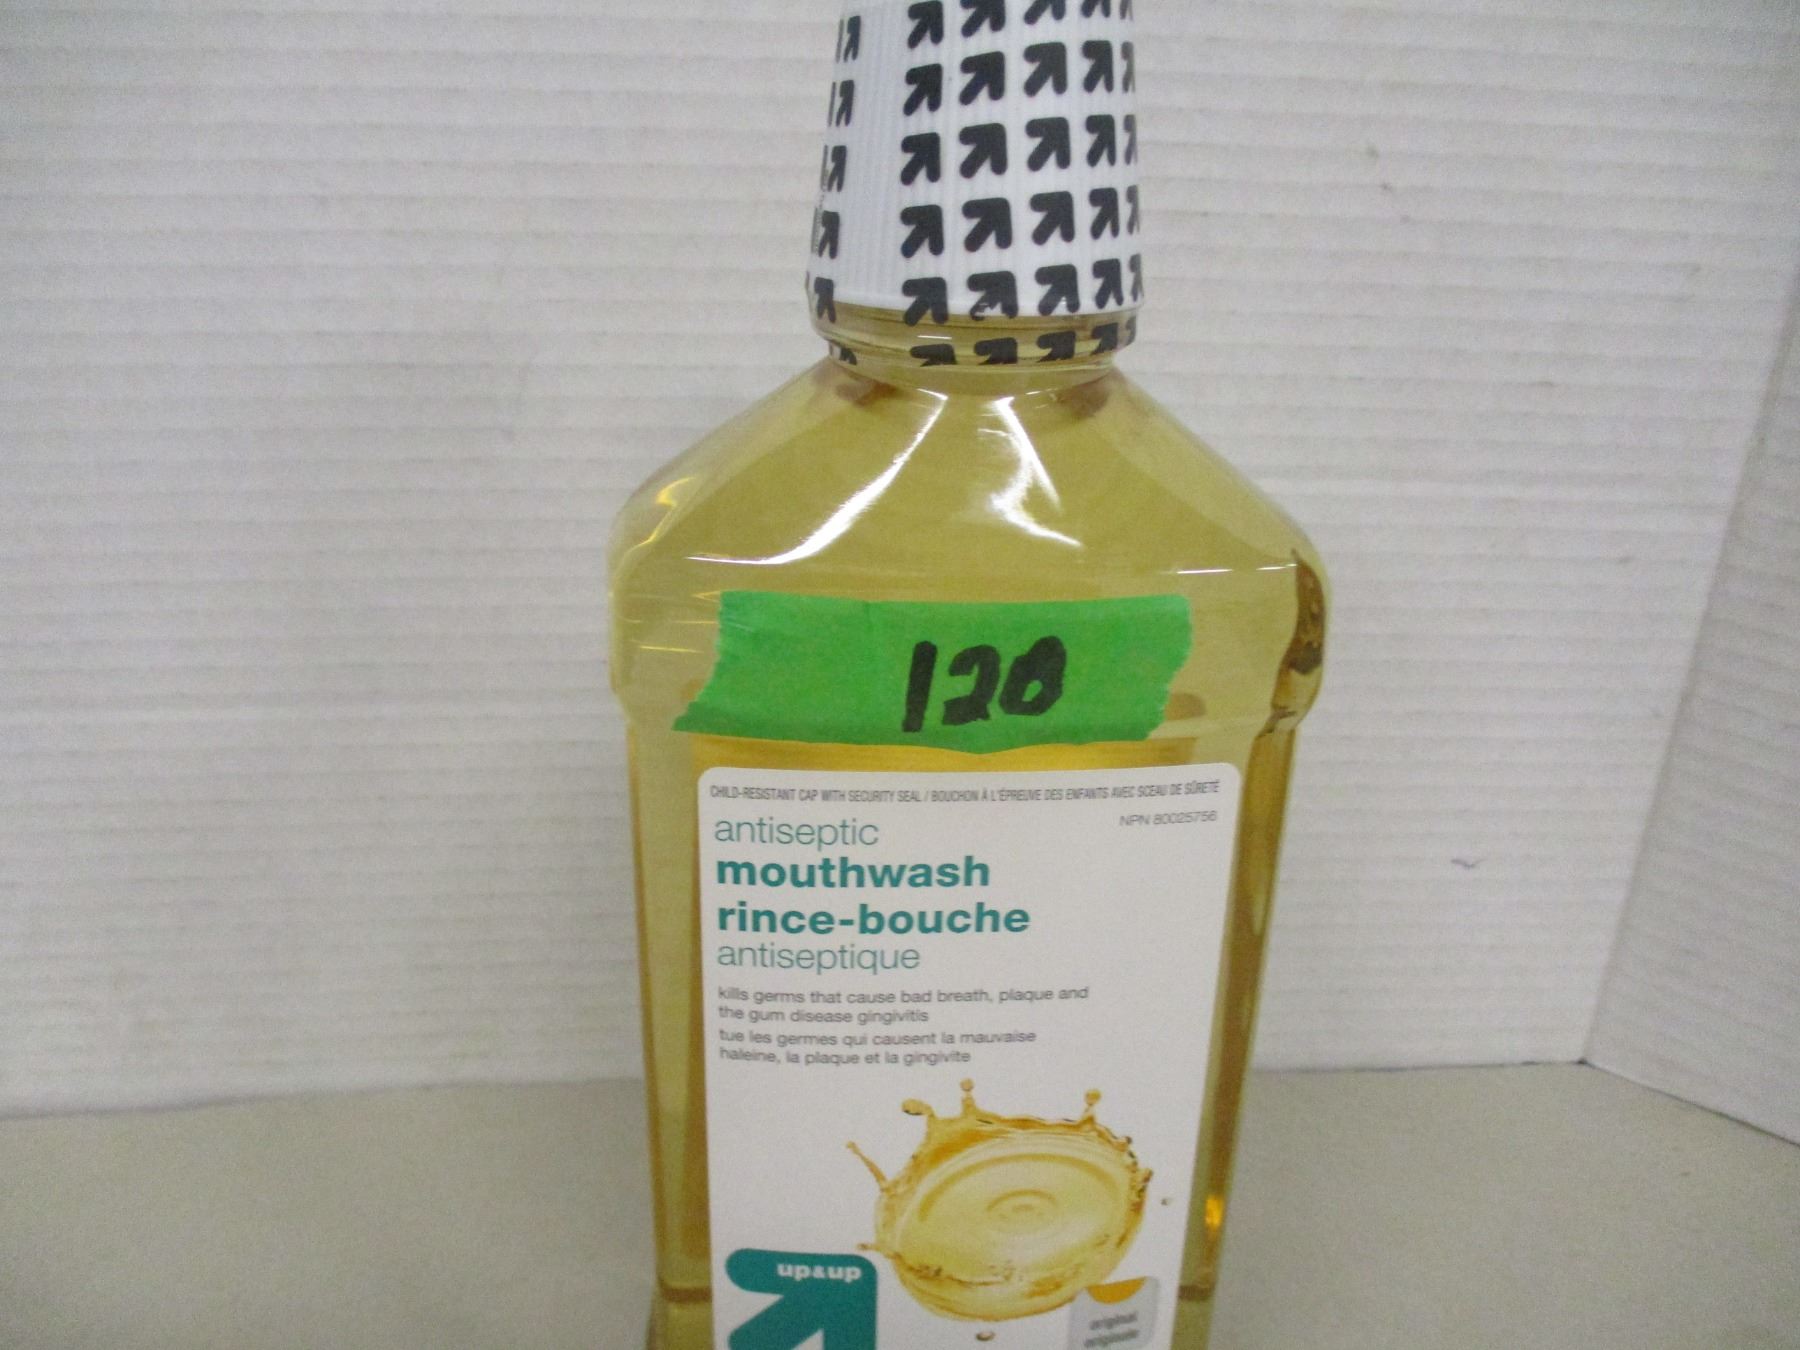 128
CHILD-RESISTANT CAP WITH SECURITY SEAL / BOUCHON À L'ÉPREUVE DES ENFANTS AVEC SCEAU DE SÛRETÉ
NPN 80025756
antiseptic
mouthwash
rince-bouche
antiseptique
kills germs that cause bad breath, plaque and
the gum disease gingivitis
tue les germes qui causent la mauvaise
haleine, la plaque et la gingivite
up&up
original
originale